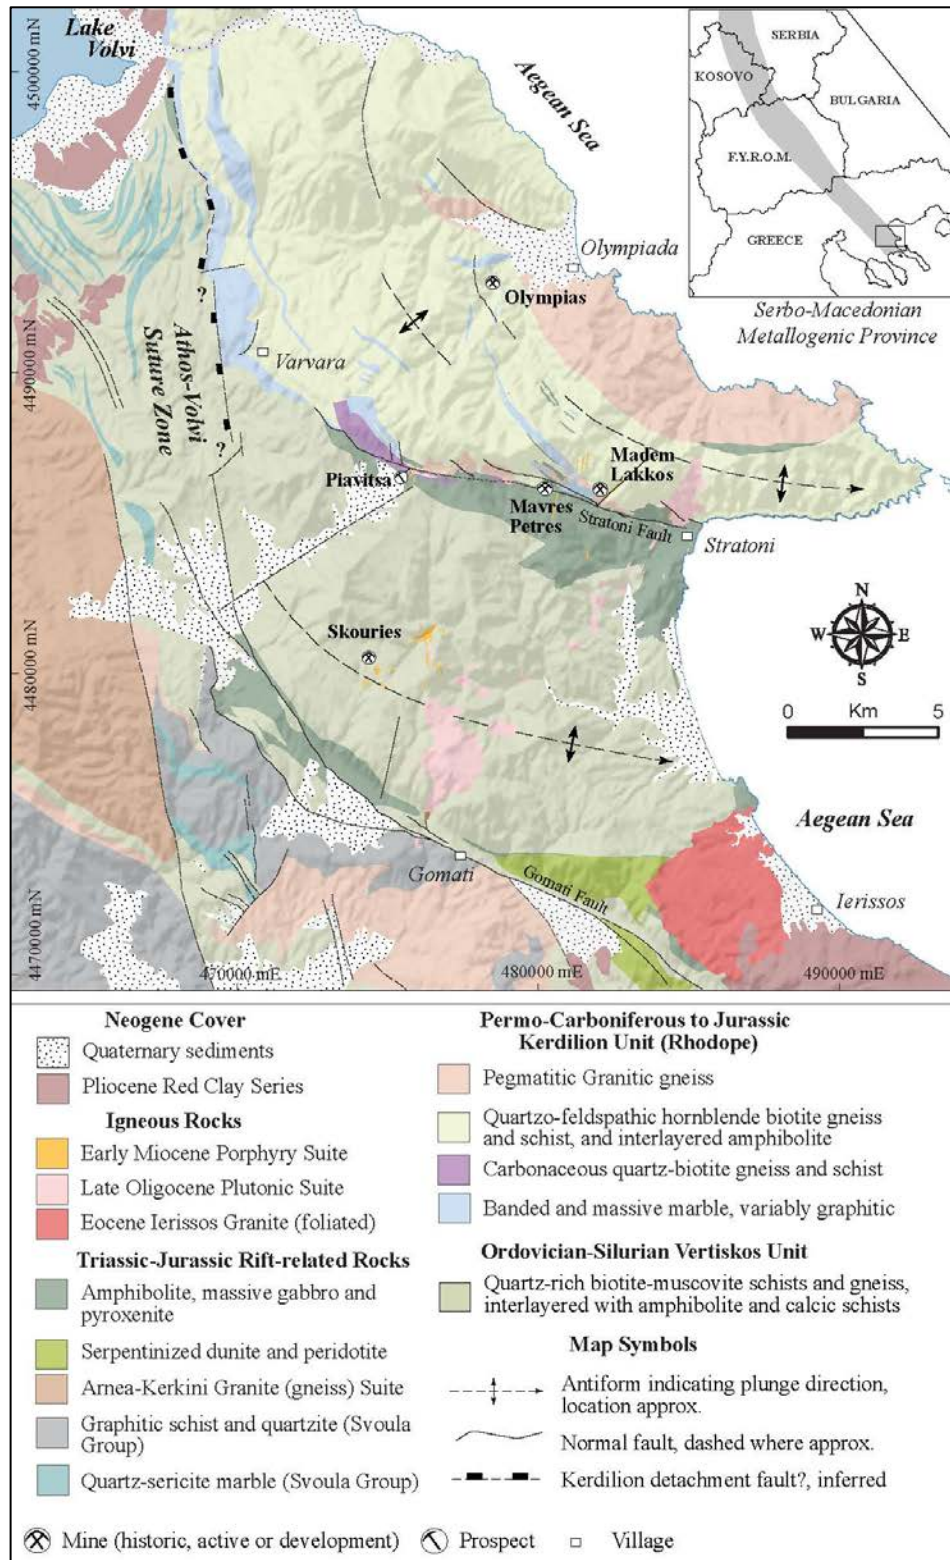 Lake
Volvi
4500000 mN
Aegean Sea
SERBIA
KOSOVO
BULGARIA
F.Y.R.O.M.
GREECE
Serbo-Macedonian
Metallogenic Province
Olympiada
Olympias
?
Athos-Volvi
Suture Zone
?
Varvara
4490000 mN
Piavitsa
Madem
Lakkos
Mavres
Petres
Stratoni Fault
Stratoni
N
W E
S
Skouries
4480000 mN
0 Km 5
Aegean Sea
Gomati
Gomati Fault
Ierissos
4470000 mN
470000 mE
480000 mE
490000 mE
Neogene Cover
Quaternary sediments
Pliocene Red Clay Series
Igneous Rocks
Early Miocene Porphyry Suite
Late Oligocene Plutonic Suite
Eocene Ierissos Granite (foliated)
Triassic-Jurassic Rift-related Rocks
Amphibolite, massive gabbro and
pyroxenite
Serpentinized dunite and peridotite
Arnea-Kerkini Granite (gneiss) Suite
Graphitic schist and quartzite (Svoula
Group)
Quartz-sericite marble (Svoula Group)
Permo-Carboniferous to Jurassic
Kerdilion Unit (Rhodope)
Pegmatitic Granitic gneiss
Quartzo-feldspathic hornblende biotite gneiss
and schist, and interlayered amphibolite
Carbonaceous quartz-biotite gneiss and schist
Banded and massive marble, variably graphitic
Ordovician-Silurian Vertiskos Unit
Quartz-rich biotite-muscovite schists and gneiss,
interlayered with amphibolite and calcic schists
Map Symbols
Antiform indicating plunge direction,
location approx.
Normal fault, dashed where approx.
Kerdilion detachment fault?, inferred
Mine (historic, active or development)
Prospect
Village